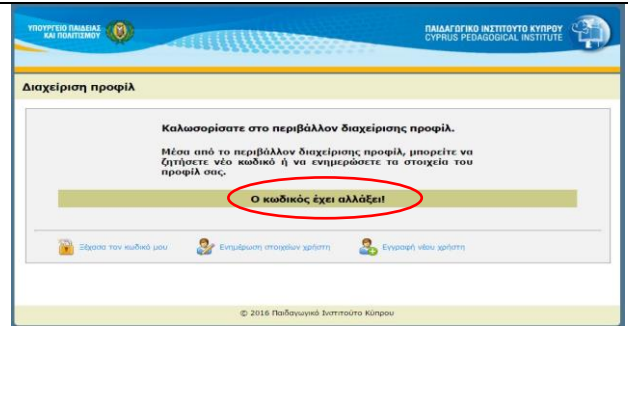 ΥΠΟΥΡΓΕΙΟ ΠΑΙΔΕΙΑΣ
ΚΑΙ ΠΟΛΙΤΙΣΜΟΥ
ΠΑΙΔΑΓΩΓΙΚΟ ΙΝΣΤΙΤΟΥΤΟ ΚΥΠΡΟΥ
CYPRUS PEDAGOGICAL INSTITUTE
Διαχείριση προφίλ
Καλωσορίσατε στο περιβάλλον διαχείρισης προφίλ.
Μέσα από το περιβάλλον διαχείρισης προφίλ, μπορείτε να
ζητήσετε νέο κωδικό ή να ενημερώσετε τα στοιχεία του
προφίλ σας.
Ο κωδικός έχει αλλάξει!
Ξέχασα τον κωδικό μου
Ενημέρωση στοιχείων χρήστη
Εγγραφή νέου χρήστη
© 2016 Παιδαγωγικό Ινστιτούτο Κύπρου